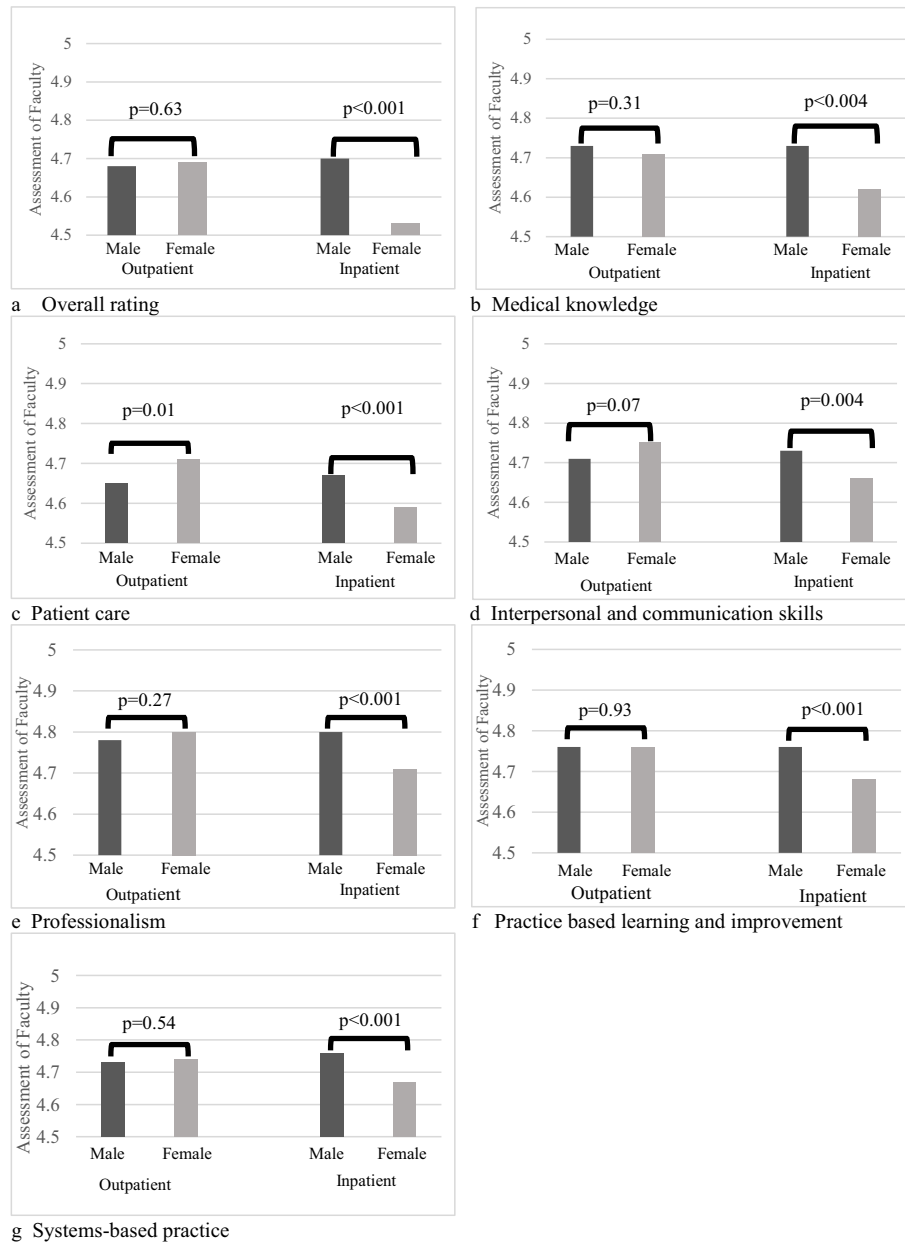 5
4.9
4.8
4.7
4.6
4.5
Assessment of Faculty
p=0.63
p<0.001
Male Female Male Female
Outpatient Inpatient
a Overall rating
5
4.9
4.8
4.7
4.6
4.5
Assessment of Faculty
p=0.31
p<0.004
Male Female Male Female
Outpatient Inpatient
b Medical knowledge
5
4.9
4.8
4.7
4.6
4.5
Assessment of Faculty
p=0.01
p<0.001
Male Female Male Female
Outpatient Inpatient
c Patient care
5
4.9
4.8
4.7
4.6
4.5
Assessment of Faculty
p=0.07
p=0.004
Male Female Male Female
Outpatient Inpatient
d Interpersonal and communication skills
5
4.9
4.8
4.7
4.6
4.5
Assessment of Faculty
p=0.27
p<0.001
Male Female Male Female
Outpatient Inpatient
e Professionalism
5
4.9
4.8
4.7
4.6
4.5
Assessment of Faculty
p=0.93
p<0.001
Male Female Male Female
Outpatient Inpatient
f Practice based learning and improvement
5
4.9
4.8
4.7
4.6
4.5
Assessment of Faculty
p=0.54
p<0.001
Male Female Male Female
Outpatient Inpatient
g Systems-based practice